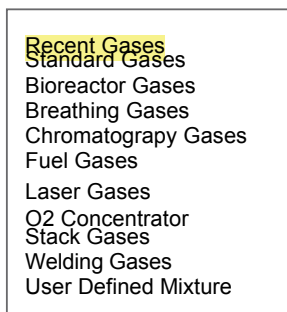 Recent Gases
Standard Gases
Bioreactor Gases
Breathing Gases
Chromatograpy Gases
Fuel Gases
Laser Gases
O2 Concentrator
Stack Gases
Welding Gases
User Defined Mixture